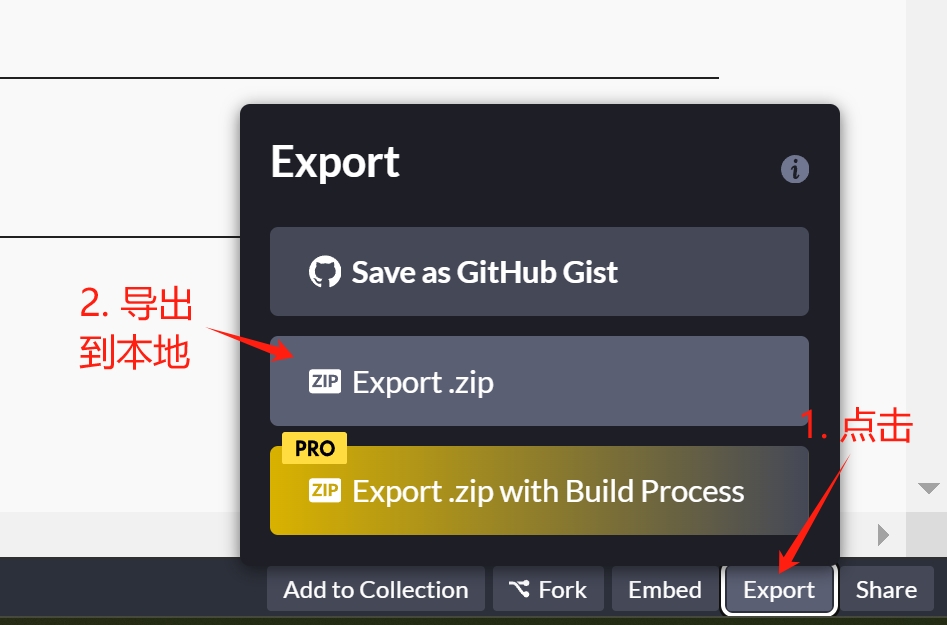 Export
i
Save as GitHub Gist
2. 导出
到本地
ZIP Export .zip
1. 点击
PRO
ZIP Export .zip with Build Process
Add to Collection Fork Embed Export Share